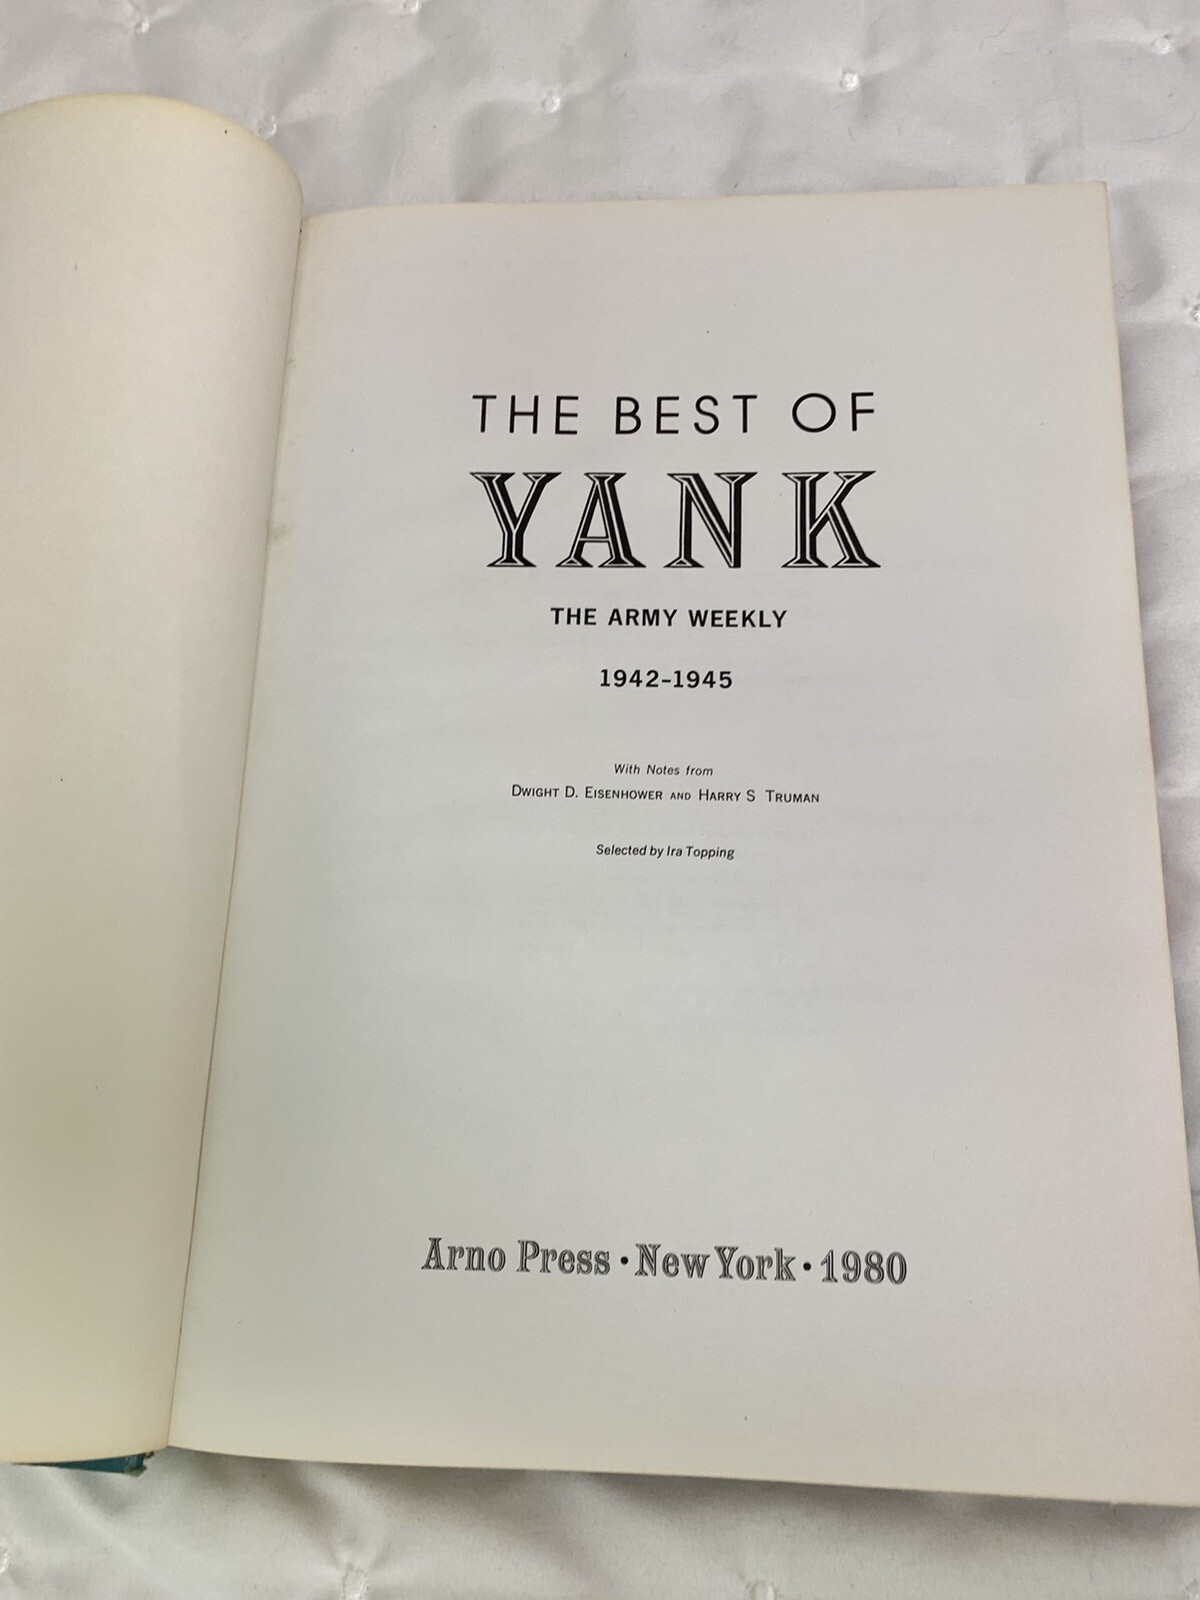 THE BEST OF
YANK
THE ARMY WEEKLY
1942-1945
With Notes from
DWIGHT D. EISENHOWER AND HARRY S TRUMAN
Selected by Ira Topping
Arno Press • New York • 1980